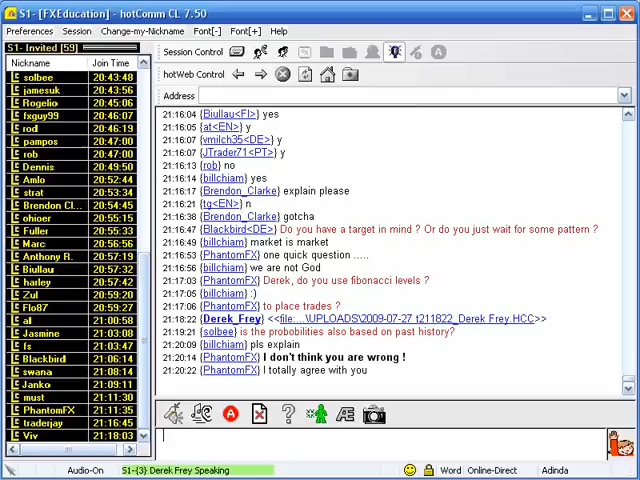 S1- [FXEducation] - hotComm CL 7.50
Preferences Session Change-my-Nickname Font[-] Font[+] Help
S1- Invited [59]
Session Control
Nickname Join Time
hotWeb Control
Address
solbee 20:43:48
jamesuk 20:43:56
Rogelio 20:45:06
fxguy99 20:46:07
rod 20:46:19
pampos 20:47:00
rob 20:47:00
Dennis 20:49:50
Amlo 20:52:44
strat 20:53:34
Brendon C... 20:54:45
ohioer 20:55:15
Fuller 20:55:33
Marc 20:56:56
Anthony R. 20:57:19
Biullau 20:57:32
harley 20:57:42
Zul 20:59:20
Flo87 20:59:27
al 21:00:58
Jasmine 21:03:08
fs 21:03:47
Blackbird 21:06:14
swana 21:08:14
Janko 21:09:11
must 21:11:30
PhantomFX 21:11:35
traderjay 21:16:45
Viv 21:18:03
21:16:04 {Biullau<FI>} yes
21:16:05 {at<EN>} y
21:16:07 {vmilch35<DE>} y
21:16:07 {JTrader71<PT>} y
21:16:13 {rob} no
21:16:15 {billchiam} yes
21:16:17 {Brendon_Clarke} explain please
21:16:21 {tg<EN>} n
21:16:38 {Brendon_Clarke} gotcha
21:16:47 {Blackbird<DE>} Do you have a target in mind ? Or do you just wait for some pattern ?
21:16:49 {billchiam} market is market
21:16:53 {PhantomFX} one quick question .....
21:16:56 {billchiam} we are not God
21:17:03 {PhantomFX} Derek, do you use fibonacci levels ?
21:17:05 {billchiam} :)
21:17:06 {PhantomFX} to place trades ?
21:18:22 {Derek_Frey} <<file:...\UPLOADS\2009-07-27 t211822_Derek Frey.HCC>>
21:19:21 {solbee} is the probobilities also based on past history?
21:20:09 {billchiam} pls explain
21:20:14 {PhantomFX} I don't think you are wrong !
21:20:22 {PhantomFX} I totally agree with you
Audio-On S1-{3} Derek Frey Speaking Word Online-Direct Adinda